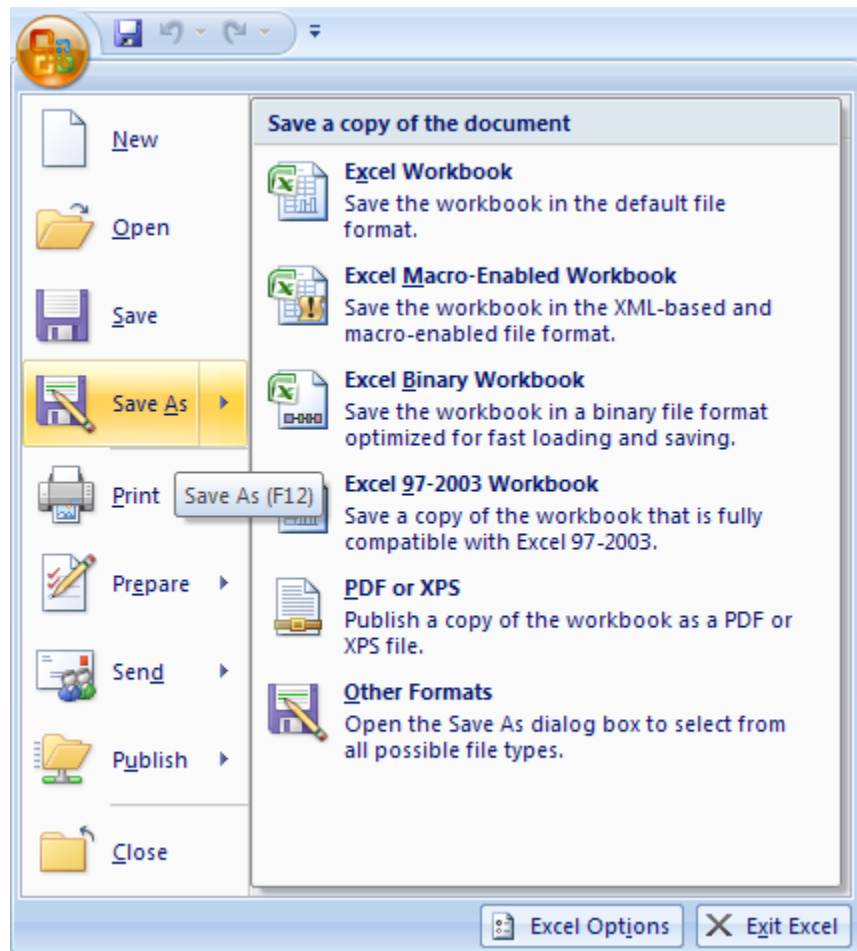 New
Open
Save
Save As
Print
Save As (F12)
Prepare
Send
Publish
Close
Save a copy of the document
Excel Workbook
Save the workbook in the default file
format.
Excel Macro-Enabled Workbook
Save the workbook in the XML-based and
macro-enabled file format.
Excel Binary Workbook
Save the workbook in a binary file format
optimized for fast loading and saving.
Excel 97-2003 Workbook
Save a copy of the workbook that is fully
compatible with Excel 97-2003.
PDF or XPS
Publish a copy of the workbook as a PDF or
XPS file.
Other Formats
Open the Save As dialog box to select from
all possible file types.
Excel Options
Exit Excel